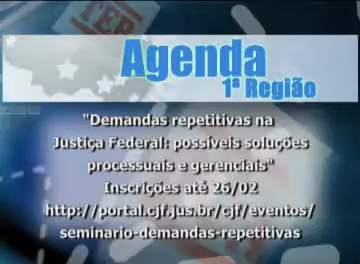 Agenda
1ª Região
"Demandas repetitivas na
Justiça Federal: possíveis soluções
processuais e gerenciais"
Inscrições até 26/02
http://portal.cjf.jus.br/cjf/eventos/
seminario-demandas-repetitivas